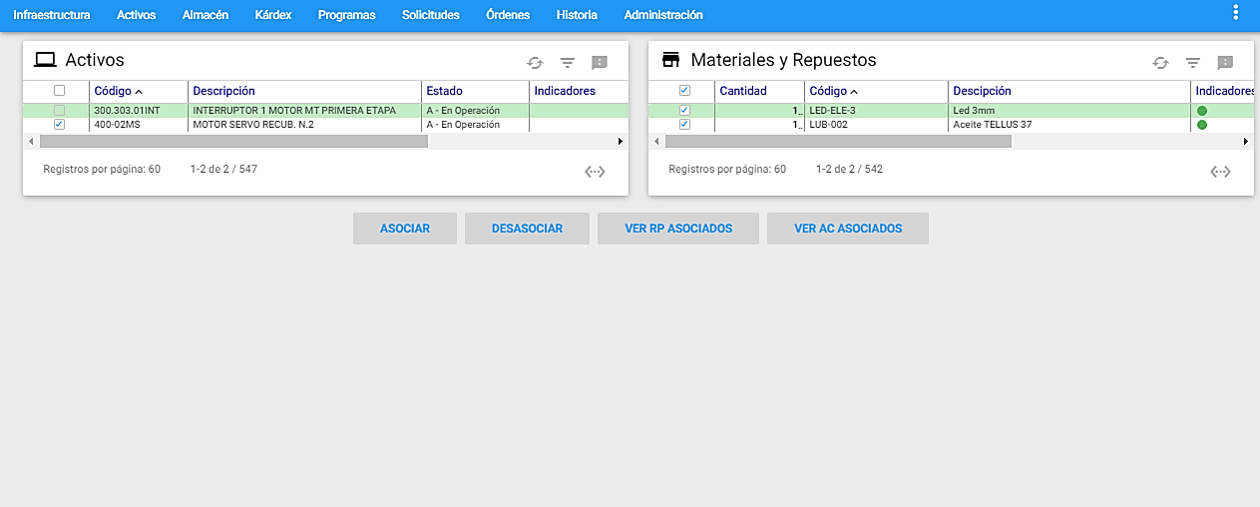 Infraestructura Activos Almacén Kárdex Programas Solicitudes Órdenes Historia Administración
Activos
Código Descripción Estado Indicadores
300.303.01INT INTERRUPTOR 1 MOTOR MT PRIMERA ETAPA A - En Operación
400-02MS MOTOR SERVO RECUB. N.2 A - En Operación
Registros por página: 60 1-2 de 2 / 547
Materiales y Repuestos
Cantidad Código Descipción Indicadores
1.. LED-ELE-3 Led 3mm
1.. LUB-002 Aceite TELLUS 37
Registros por página: 60 1-2 de 2 / 542
ASOCIAR DESASOCIAR VER RP ASOCIADOS VER AC ASOCIADOS